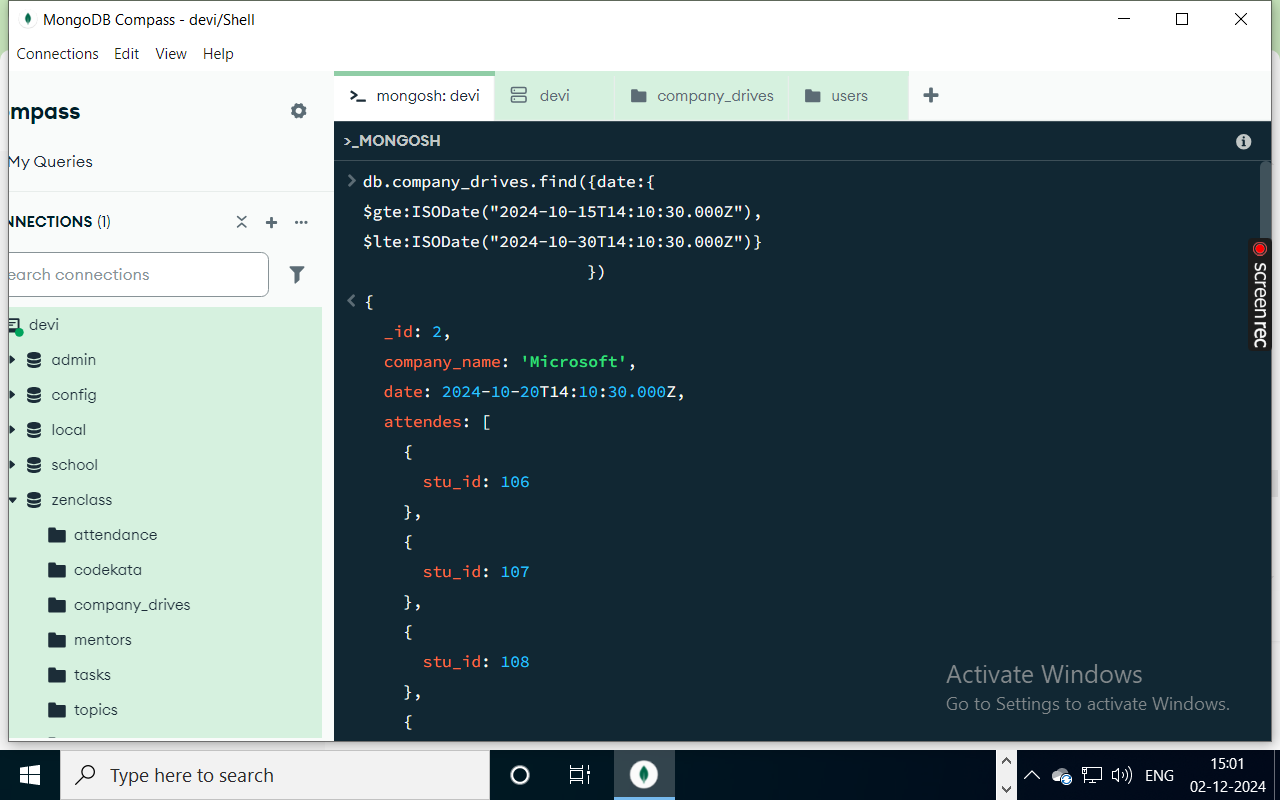 MongoDB Compass - devi/Shell
Connections Edit View Help
mpass
My Queries
NNECTIONS (1)
earch connections
devi
admin
config
local
school
zenclass
attendance
codekata
company_drives
mentors
tasks
topics
>_ mongosh: devi
devi
company_drives
users
+
>_MONGOSH
> db.company_drives.find({date:{
$gte:ISODate("2024-10-15T14:10:30.000Z"),
$lte:ISODate("2024-10-30T14:10:30.000Z")}
})
< {
_id: 2,
company_name: 'Microsoft',
date: 2024-10-20T14:10:30.000Z,
attendes: [
{
stu_id: 106
},
{
stu_id: 107
},
{
stu_id: 108
},
{
screenrec
Activate Windows
Go to Settings to activate Windows.
Type here to search
ENG
15:01
02-12-2024